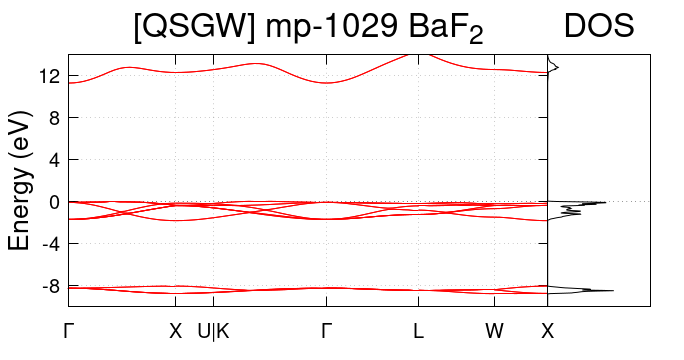 [QSGW] mp-1029 BaF2 DOS
Energy (eV)
12
8
4
0
-4
-8
Γ X U|K Γ L W X